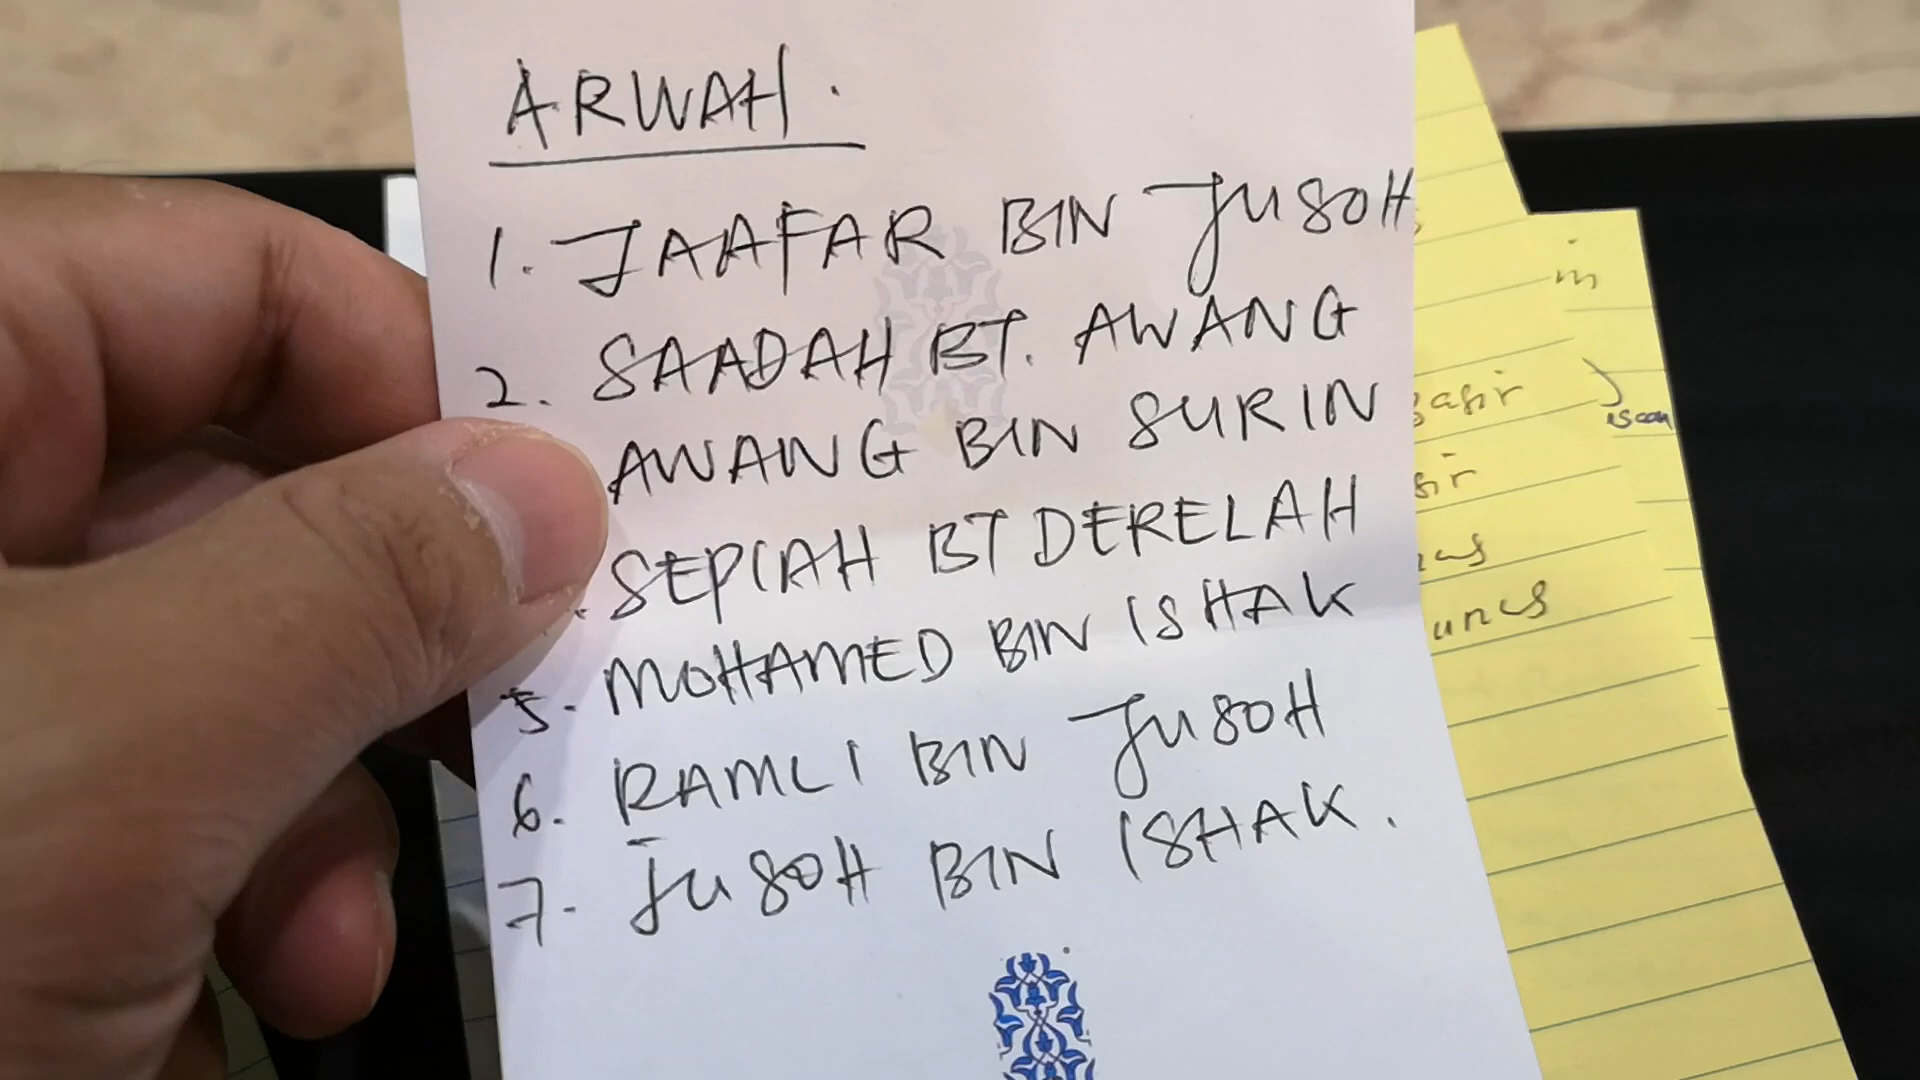 ARWAH.
1. JAAFAR BIN JUSOH
2. SAADAH BT. AWANG
AWANG BIN SURIN
. SEPIAH BT DERELAH
5. MOHAMED BIN ISHAK
6. RAMLI BIN JUSOH
7. JUSOH BIN ISHAK.